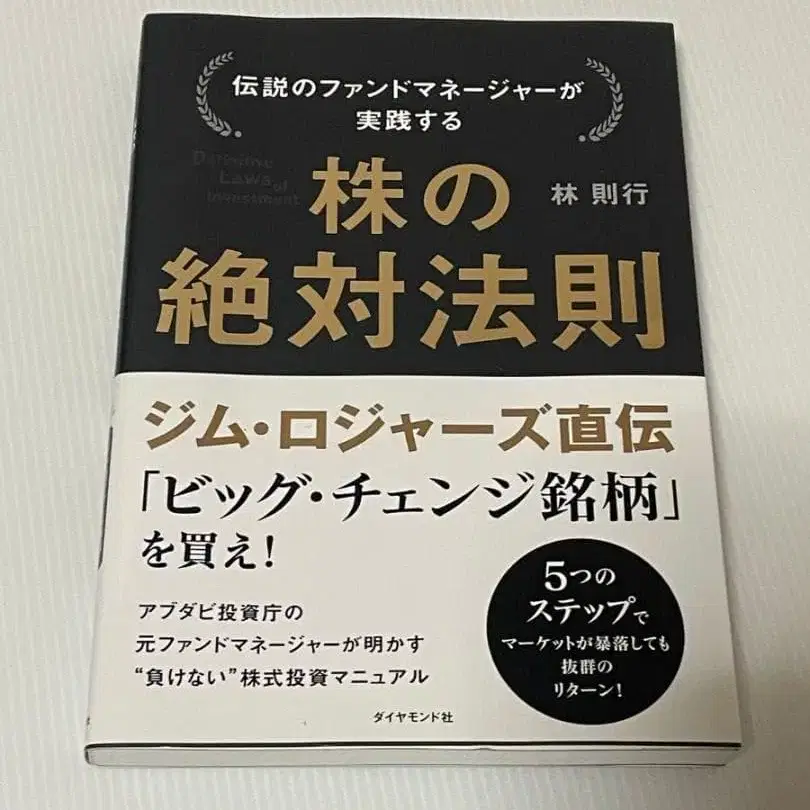 伝説のファンドマネージャーが
実践する
Definitive
Laws of
Investment
株の
林 則行
絶対法則
ジム・ロジャーズ直伝
「ビッグ・チェンジ銘柄」
を買え!
アブダビ投資庁の
元ファンドマネージャーが明かす
“負けない”株式投資マニュアル
5つの
ステップで
マーケットが暴落しても
抜群の
リターン!
ダイヤモンド社